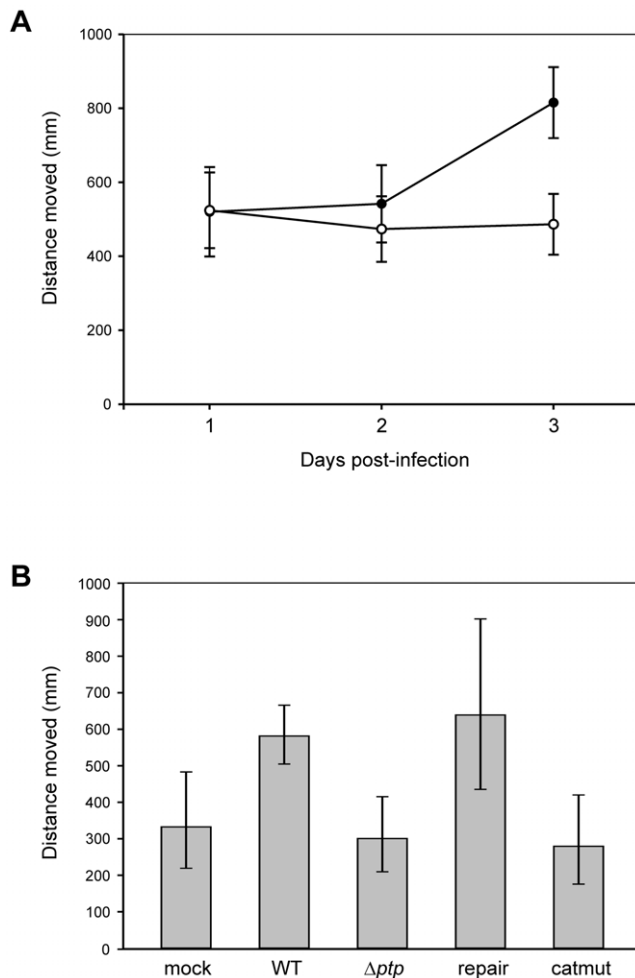 A
Distance moved (mm)
1000
800
600
400
200
0
1 2 3
Days post-infection
B
Distance moved (mm)
1000
900
800
700
600
500
400
300
200
100
0
mock WT Δptp repair catmut